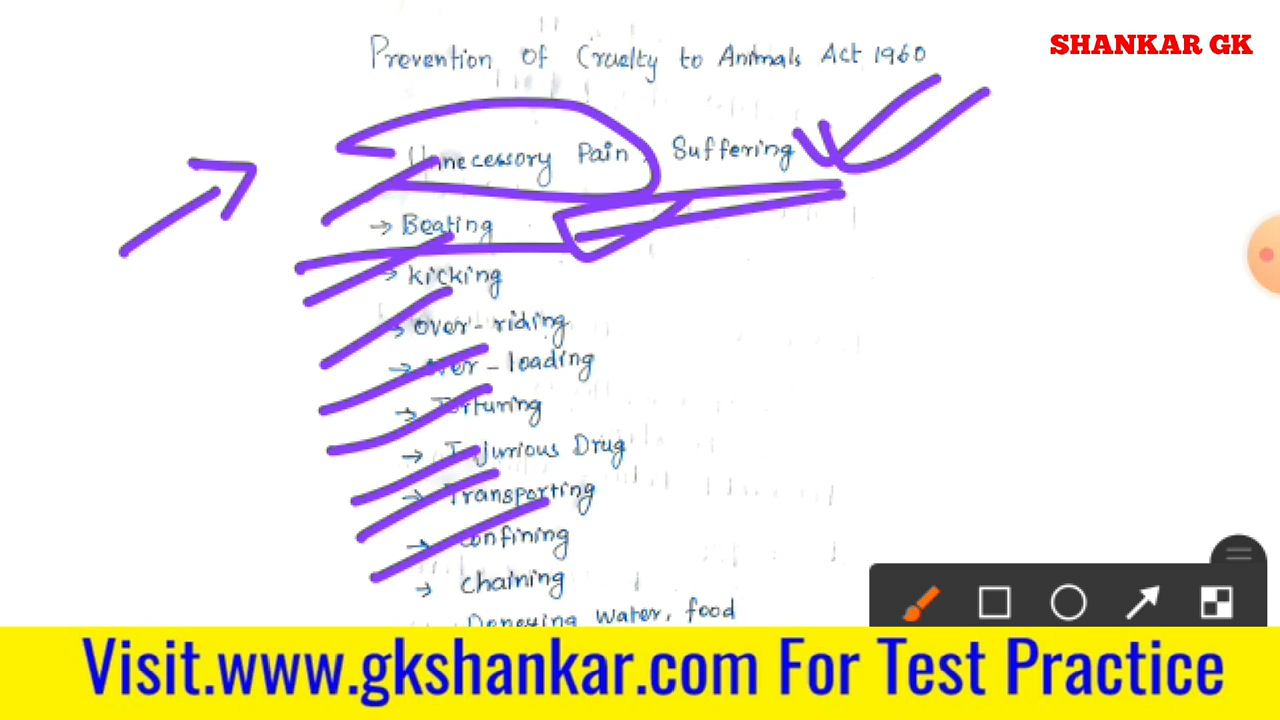 SHANKAR GK
Prevention of Cruelty to Animals Act 1960
Unnecessory Pain, Suffering
→ Beating
→ kicking
→ over-riding
→ over-loading
→ Torturing
→ Injurious Drug
→ Transporting
→ Confining
→ chaining
Water, food
Visit.www.gkshankar.com For Test Practice